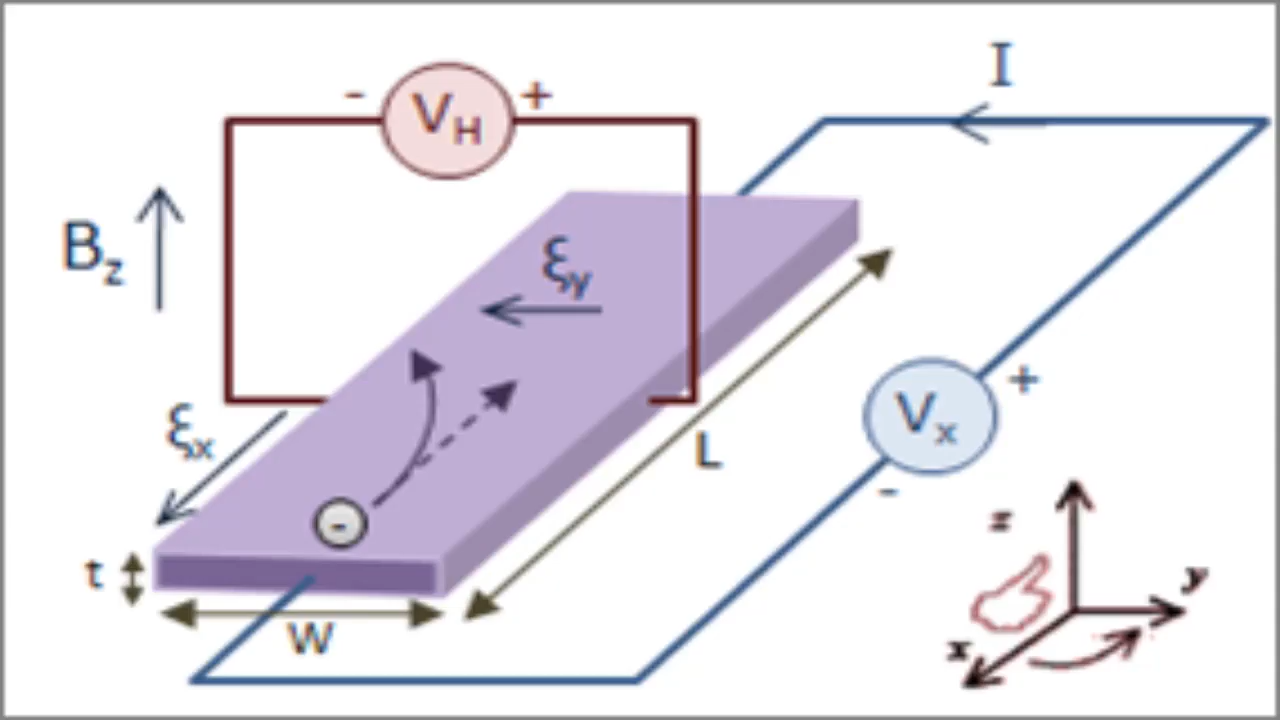 I
- V_H +
B_z
ξ_y
ξ_x
V_x
+
-
L
-
t
W
z
y
x